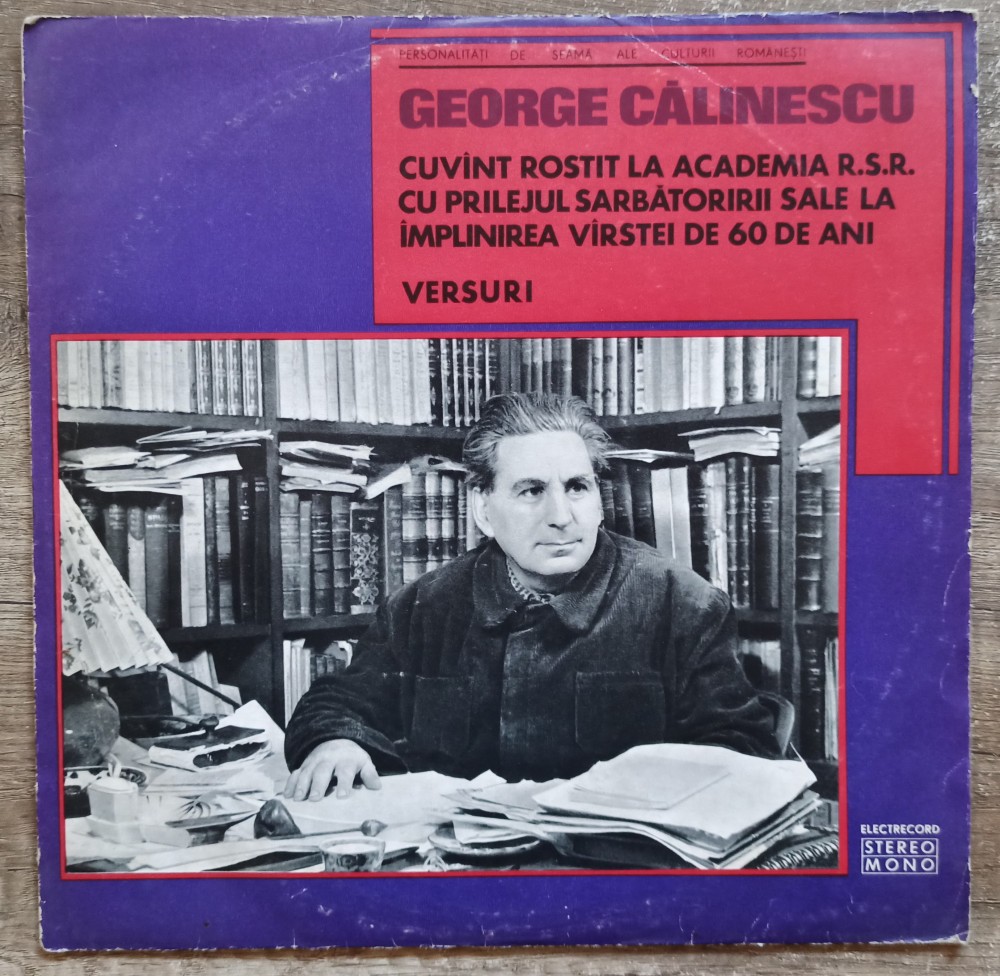 PERSONALITĂȚI DE SEAMĂ ALE CULTURII ROMÂNEȘTI
GEORGE CĂLINESCU
CUVÎNT ROSTIT LA ACADEMIA R.S.R.
CU PRILEJUL SARBĂTORIRII SALE LA
ÎMPLINIREA VÎRSTEI DE 60 DE ANI
VERSURI
ELECTRECORD
STEREO
MONO